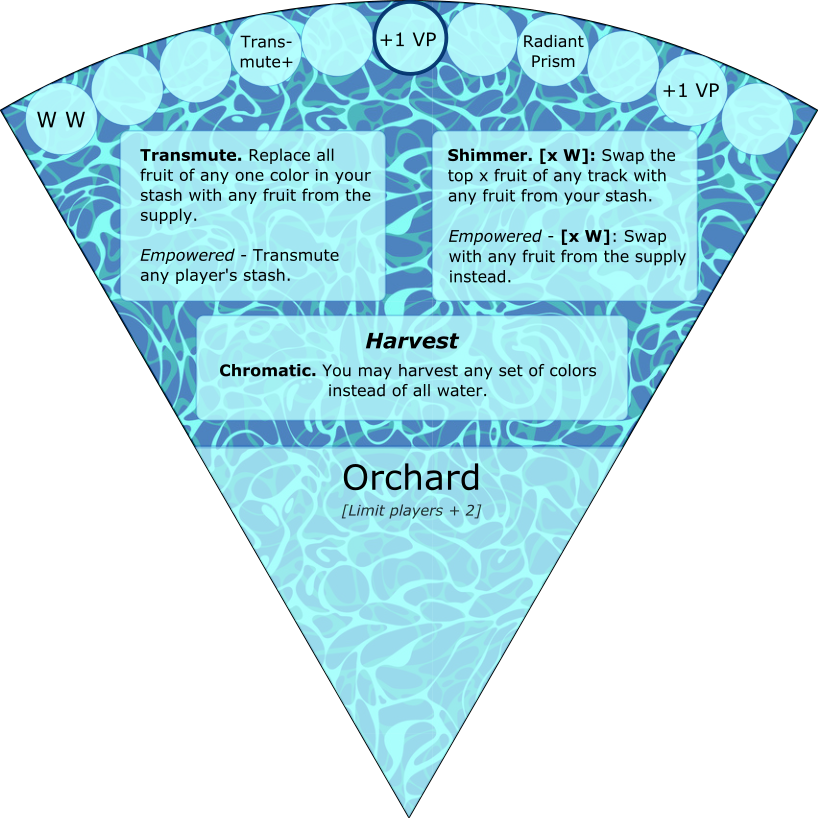 W W
Trans-
mute+
+1 VP
Radiant
Prism
+1 VP
Transmute. Replace all
fruit of any one color in your
stash with any fruit from the
supply.
Empowered - Transmute
any player's stash.
Shimmer. [x W]: Swap the
top x fruit of any track with
any fruit from your stash.
Empowered - [x W]: Swap
with any fruit from the supply
instead.
Harvest
Chromatic. You may harvest any set of colors
instead of all water.
Orchard
[Limit players + 2]